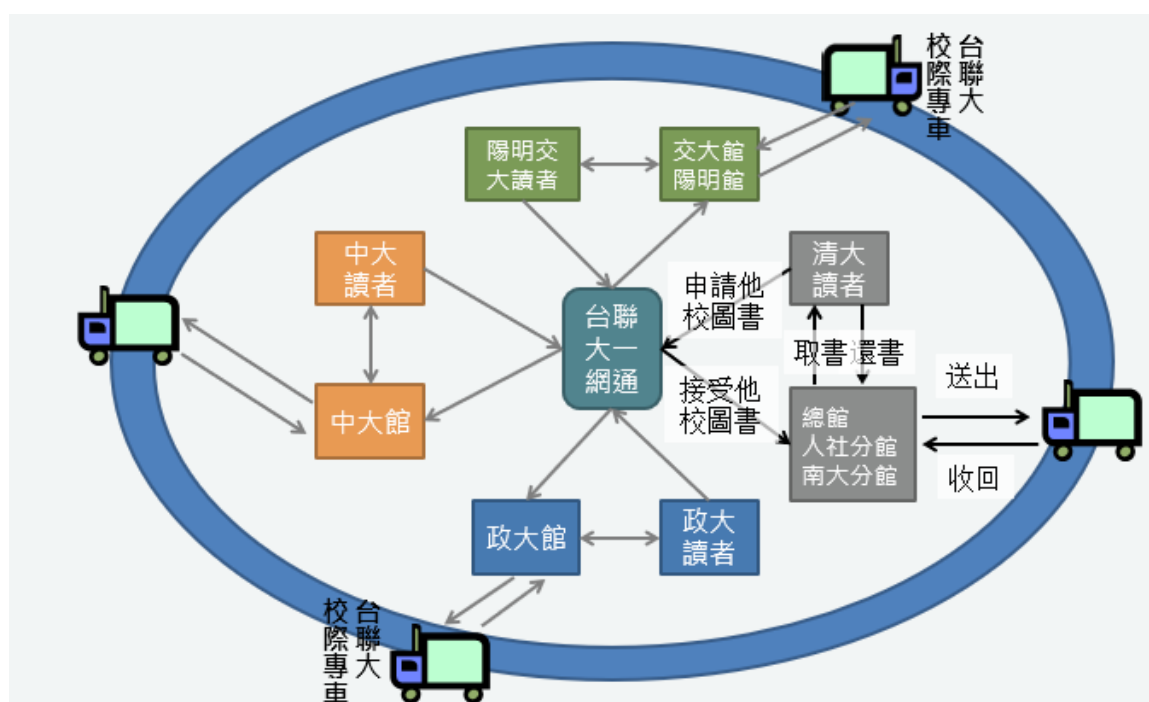 台聯大
校際專車
陽明交
大讀者
交大館
陽明館
中大
讀者
清大
讀者
申請他
校圖書
台聯
大一
網通
取書
還書
接受他
校圖書
送出
中大館
總館
人社分館
南大分館
收回
政大館
政大
讀者
台聯大
校際專車